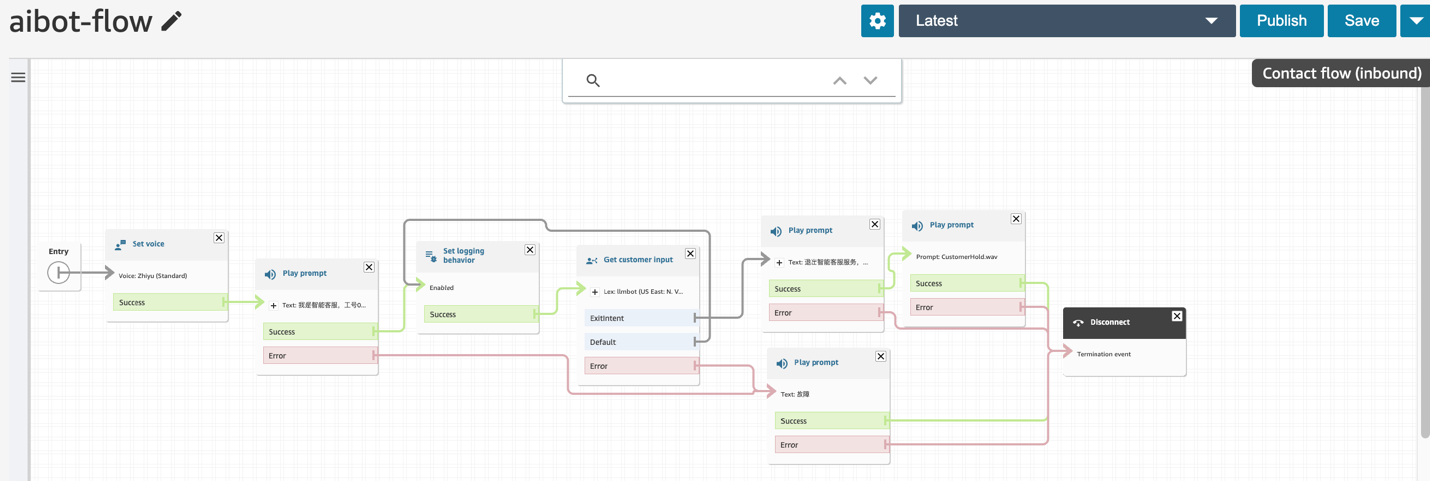 aibot-flow
Latest
Publish
Save
Contact flow (inbound)
Entry
Set voice
Voice: Zhiyu (Standard)
Success
Play prompt
Text: 我是智能客服，工号0...
Success
Error
Set logging
behavior
Enabled
Success
Get customer input
Lex: llmbot (US East: N. V...
ExitIntent
Default
Error
Play prompt
Text: 退出智能客服服务，...
Success
Error
Play prompt
Prompt: CustomerHold.wav
Success
Error
Play prompt
Text: 故障
Success
Error
Disconnect
Termination event